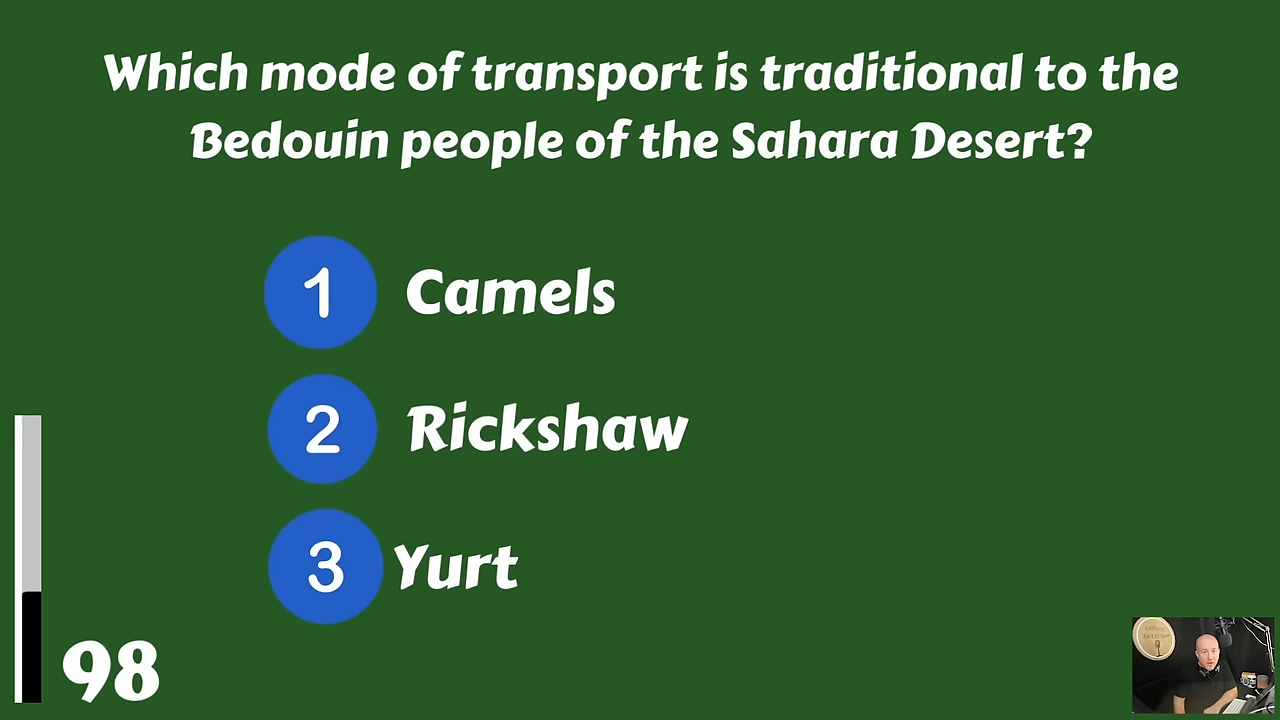 Which mode of transport is traditional to the
Bedouin people of the Sahara Desert?
1 Camels
2 Rickshaw
3 Yurt
98